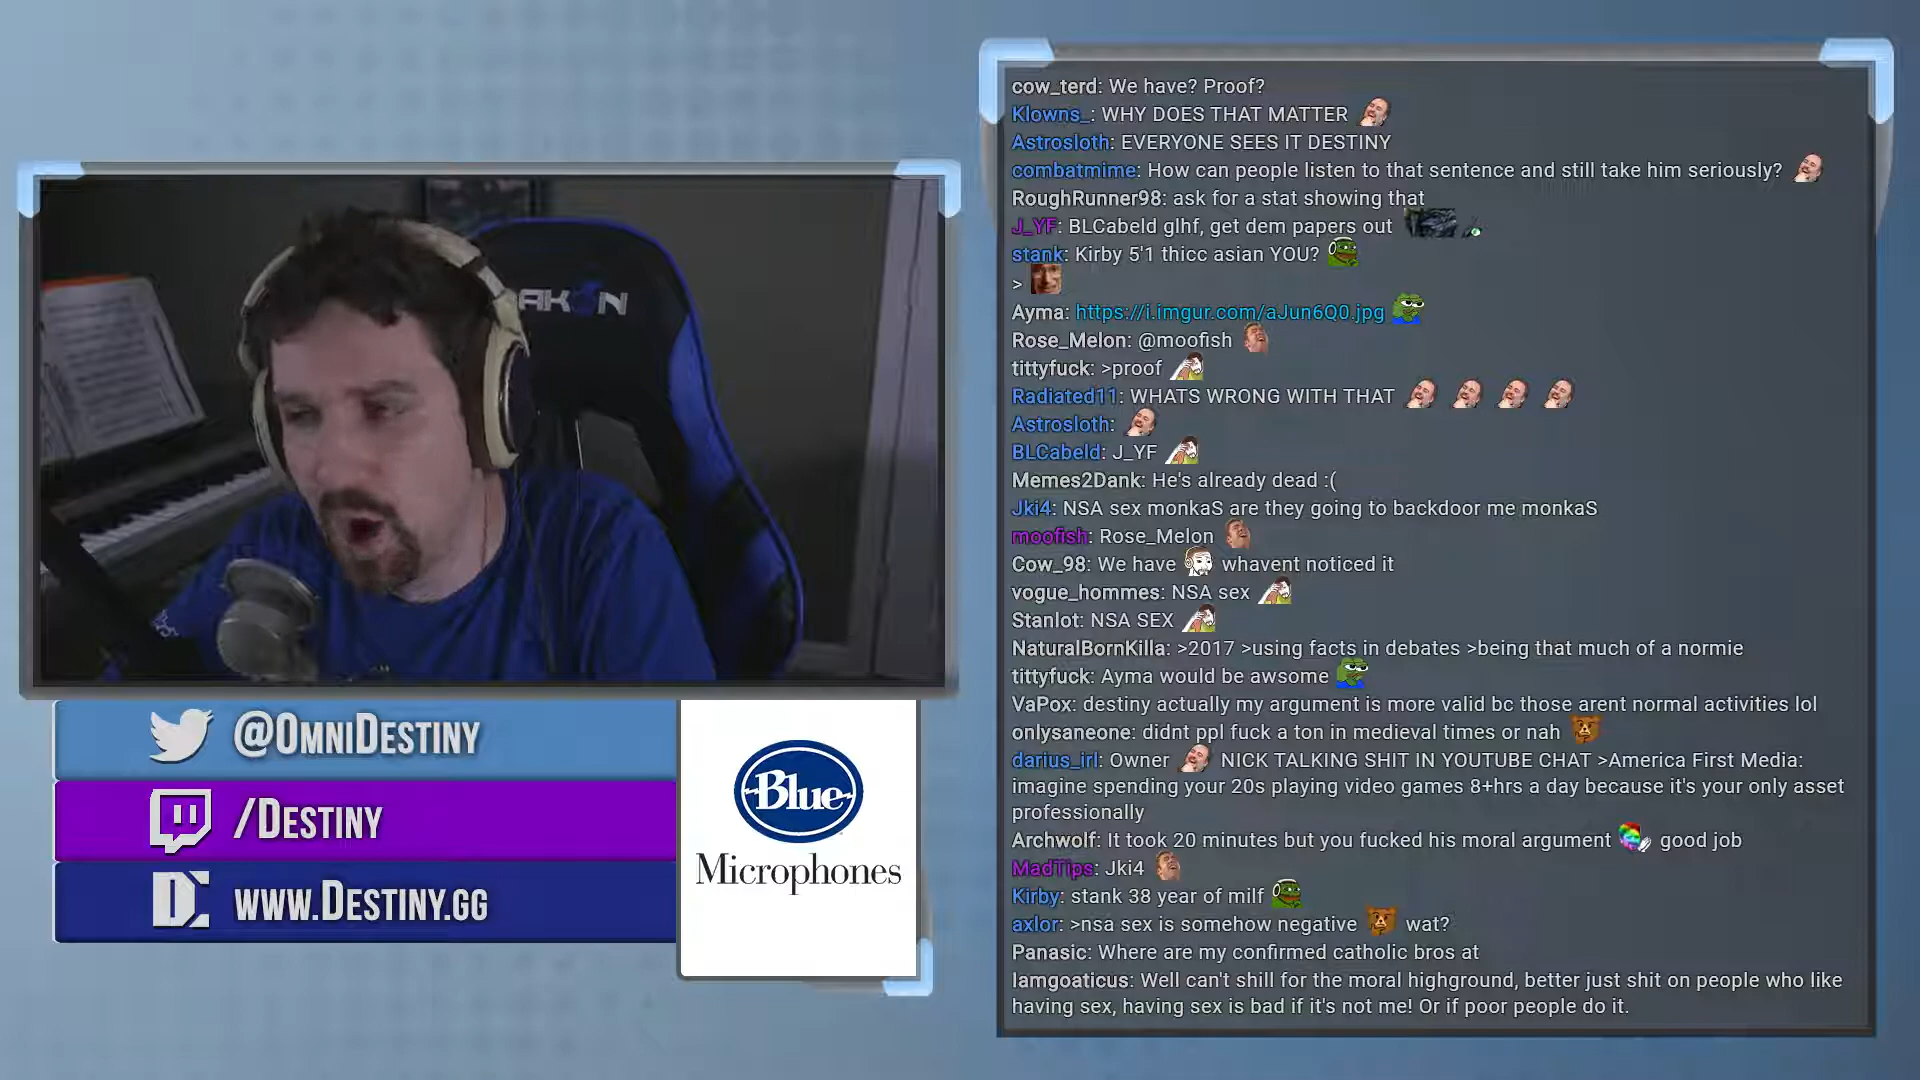 cow_terd: We have? Proof?
Klowns_: WHY DOES THAT MATTER
Astrosloth: EVERYONE SEES IT DESTINY
combatmime: How can people listen to that sentence and still take him seriously?
RoughRunner98: ask for a stat showing that
J_YF: BLCabeld glhf, get dem papers out
stank: Kirby 5'1 thicc asian YOU?
>
Ayma: https://i.imgur.com/aJun6Q0.jpg
Rose_Melon: @moofish
tittyfuck: >proof
Radiated11: WHATS WRONG WITH THAT
Astrosloth:
BLCabeld: J_YF
Memes2Dank: He's already dead :(
Jki4: NSA sex monkaS are they going to backdoor me monkaS
moofish: Rose_Melon
Cow_98: We have whavent noticed it
vogue_hommes: NSA sex
Stanlot: NSA SEX
NaturalBornKilla: >2017 >using facts in debates >being that much of a normie
tittyfuck: Ayma would be awsome
VaPox: destiny actually my argument is more valid bc those arent normal activities lol
onlysaneone: didnt ppl fuck a ton in medieval times or nah
darius_irl: Owner NICK TALKING SHIT IN YOUTUBE CHAT >America First Media:
imagine spending your 20s playing video games 8+hrs a day because it's your only asset
professionally
Archwolf: It took 20 minutes but you fucked his moral argument good job
MadTips: Jki4
Kirby: stank 38 year of milf
axlor: >nsa sex is somehow negative wat?
Panasic: Where are my confirmed catholic bros at
Iamgoaticus: Well can't shill for the moral highground, better just shit on people who like
having sex, having sex is bad if it's not me! Or if poor people do it.
AKON
@OMNIDESTINY
/DESTINY
WWW.DESTINY.GG
Blue
Microphones